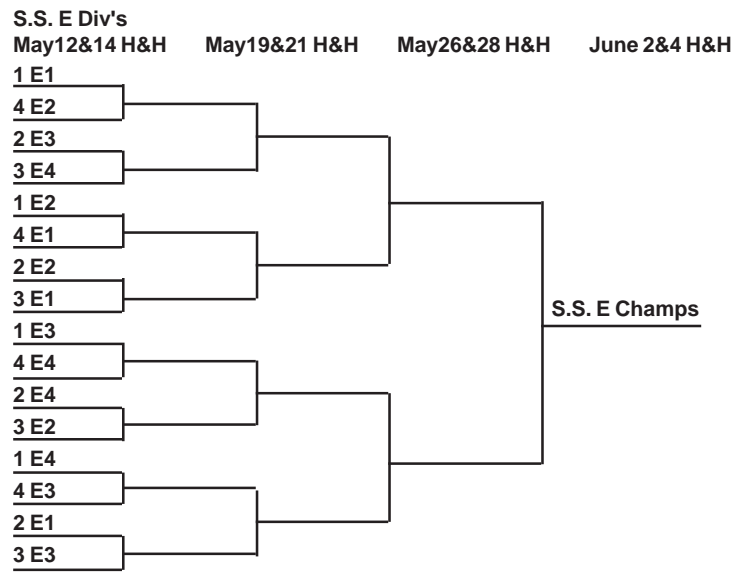 S.S. E Div's
May12&14 H&H May19&21 H&H May26&28 H&H June 2&4 H&H
1 E1
4 E2
2 E3
3 E4
1 E2
4 E1
2 E2
3 E1
S.S. E Champs
1 E3
4 E4
2 E4
3 E2
1 E4
4 E3
2 E1
3 E3